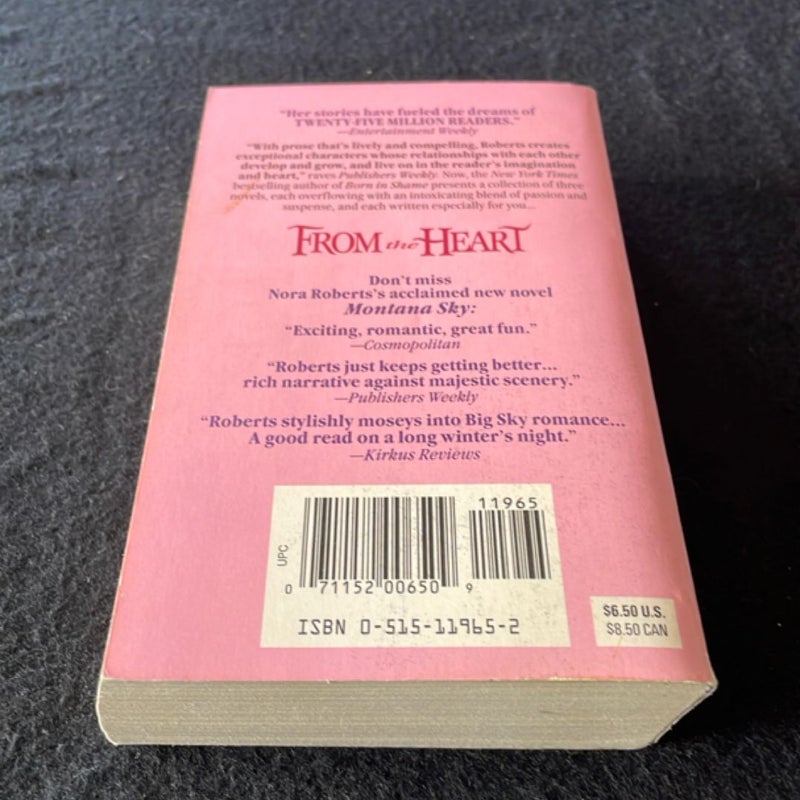 “Her stories have fueled the dreams of
TWENTY-FIVE MILLION READERS.”
—Entertainment Weekly
“With prose that’s lively and compelling, Roberts creates
exceptional characters whose relationships with each other
develop and grow, and live on in the reader’s imagination
and heart,” raves Publishers Weekly. Now, the New York Times
bestselling author of Born in Shame presents a collection of three
novels, each overflowing with an intoxicating blend of passion and
suspense, and each written especially for you...
FROM the HEART
Don’t miss
Nora Roberts’s acclaimed new novel
Montana Sky:
“Exciting, romantic, great fun.”
—Cosmopolitan
“Roberts just keeps getting better...
rich narrative against majestic scenery.”
—Publishers Weekly
“Roberts stylishly moseys into Big Sky romance...
A good read on a long winter’s night.”
—Kirkus Reviews
11965
UPC
0 71152 00650 9
ISBN 0-515-11965-2
$6.50 U.S.
$8.50 CAN